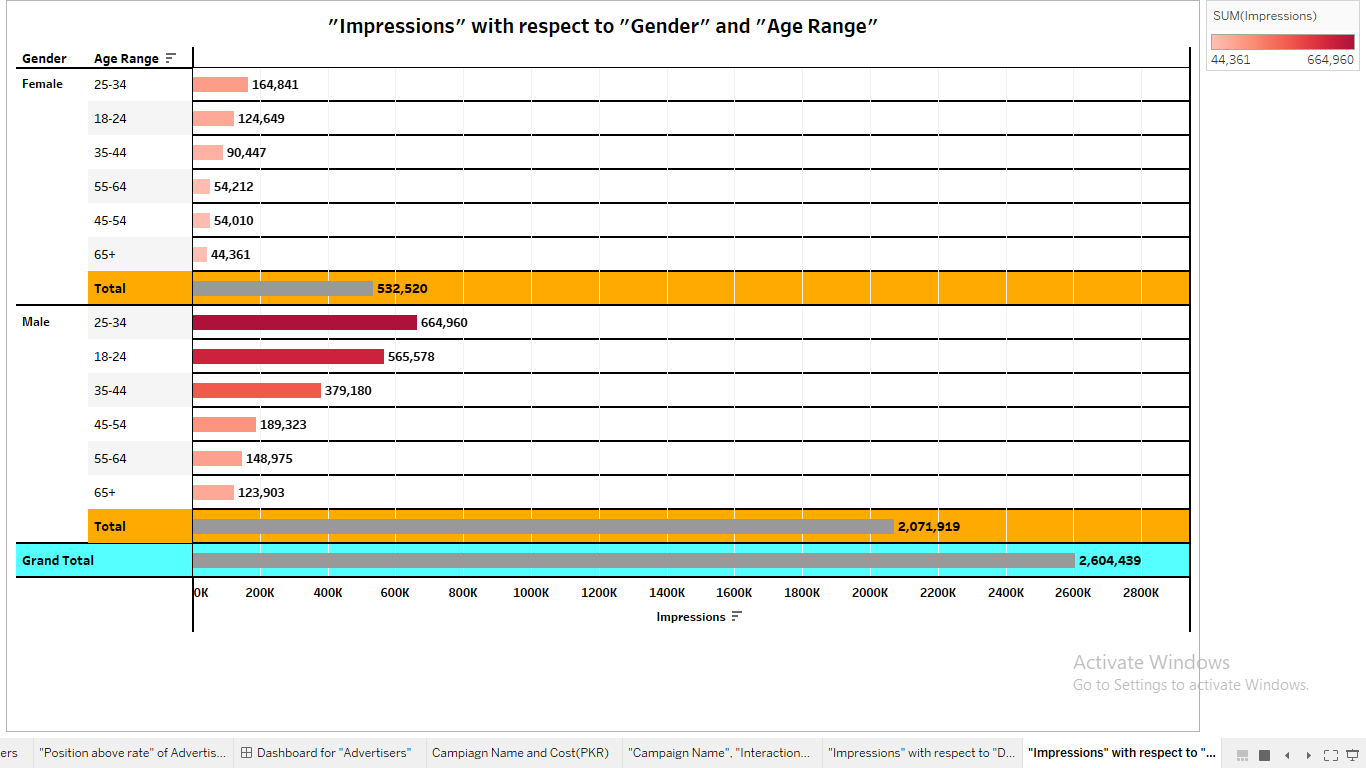 "Impressions" with respect to "Gender" and "Age Range"
SUM(Impressions)
44,361 664,960
Gender Age Range
Female 25-34 164,841
18-24 124,649
35-44 90,447
55-64 54,212
45-54 54,010
65+ 44,361
Total 532,520
Male 25-34 664,960
18-24 565,578
35-44 379,180
45-54 189,323
55-64 148,975
65+ 123,903
Total 2,071,919
Grand Total 2,604,439
0K 200K 400K 600K 800K 1000K 1200K 1400K 1600K 1800K 2000K 2200K 2400K 2600K 2800K
Impressions
Activate Windows
Go to Settings to activate Windows.
ers "Position above rate" of Advertis... Dashboard for "Advertisers" Campiagn Name and Cost(PKR) "Campaign Name", "Interaction... "Impressions" with respect to "D... "Impressions" with respect to "...